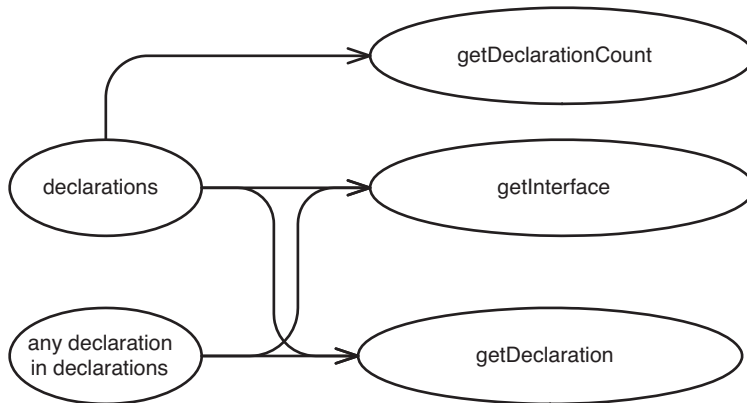 getDeclarationCount
declarations
getInterface
any declaration
in declarations
getDeclaration